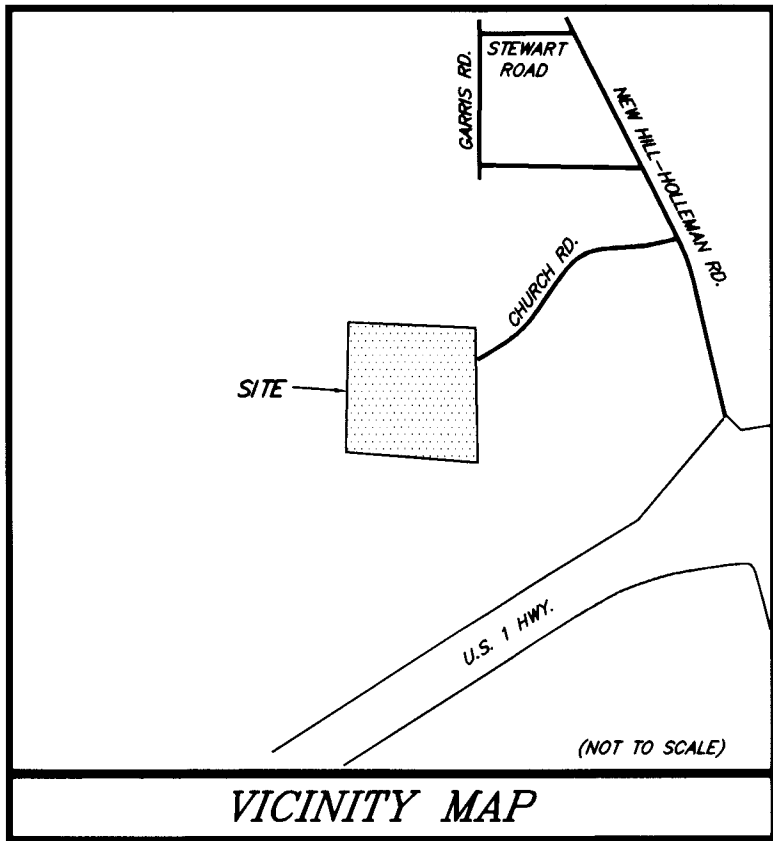 STEWART
ROAD
GARRIS RD.
NEW HILL-HOLLEMAN RD.
CHURCH RD.
SITE
U.S. 1 HWY.
(NOT TO SCALE)
VICINITY MAP